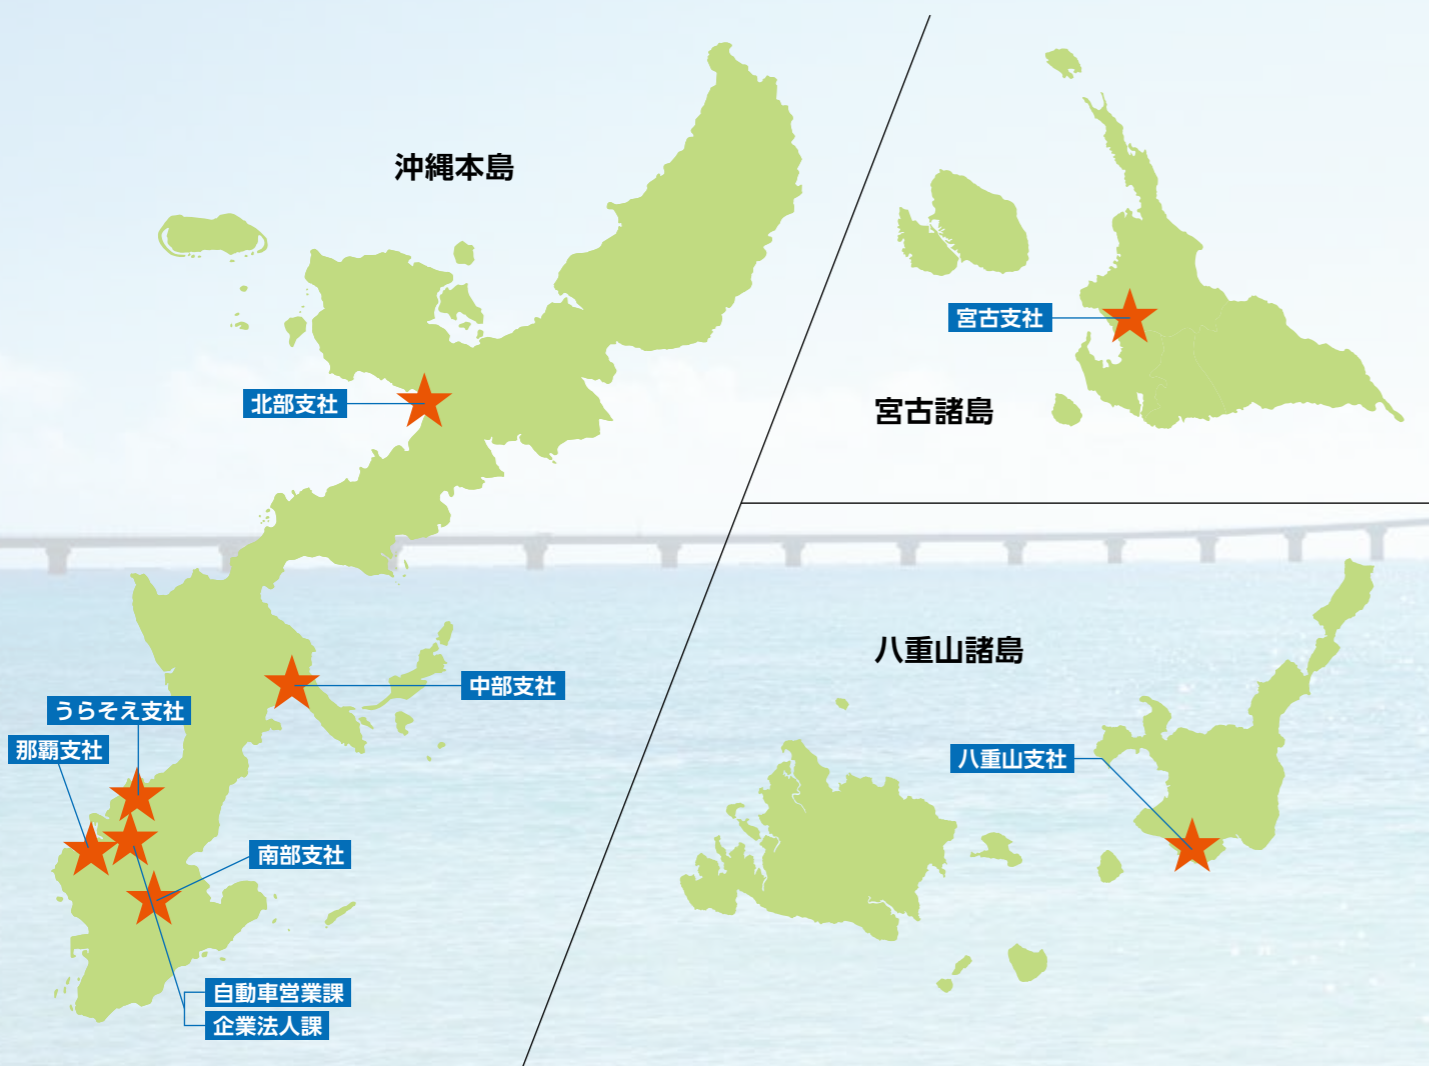 沖縄本島
北部支社
中部支社
うらそえ支社
那覇支社
南部支社
自動車営業課
企業法人課
宮古支社
宮古諸島
八重山諸島
八重山支社